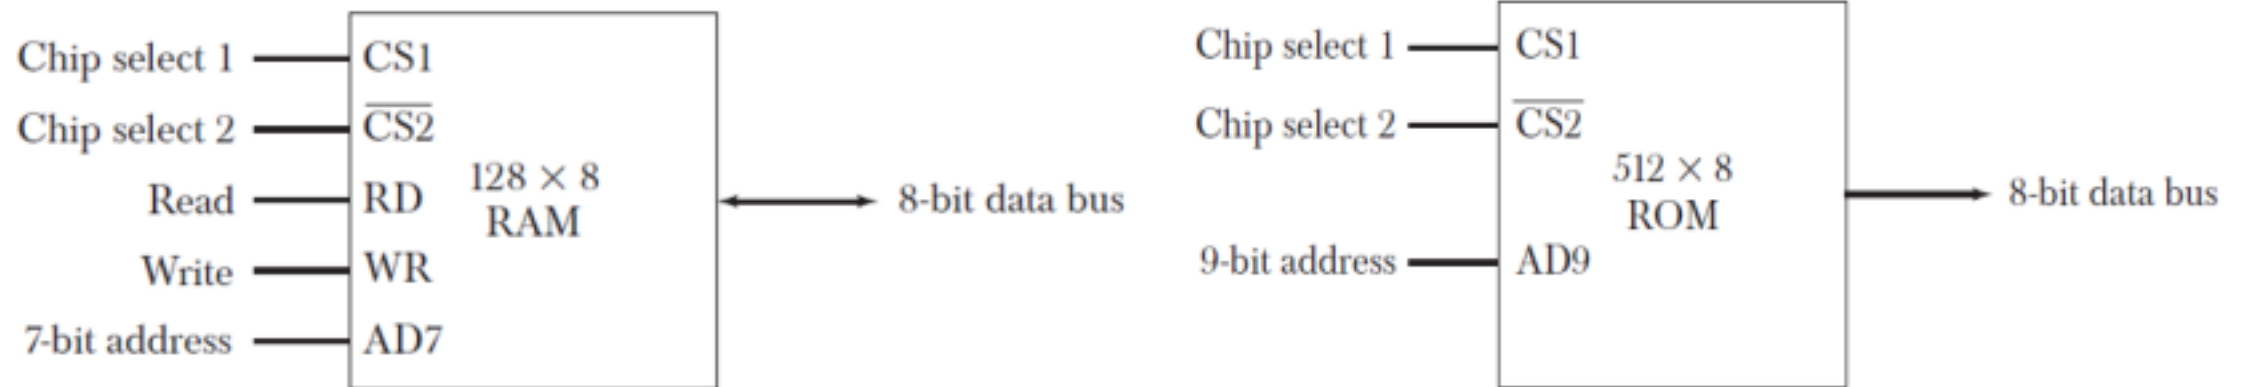 Chip select 1
CS1
Chip select 2
C̅S̅2̅
Read
RD
128 × 8
RAM
8-bit data bus
Write
WR
7-bit address
AD7
Chip select 1
CS1
Chip select 2
C̅S̅2̅
512 × 8
ROM
8-bit data bus
9-bit address
AD9